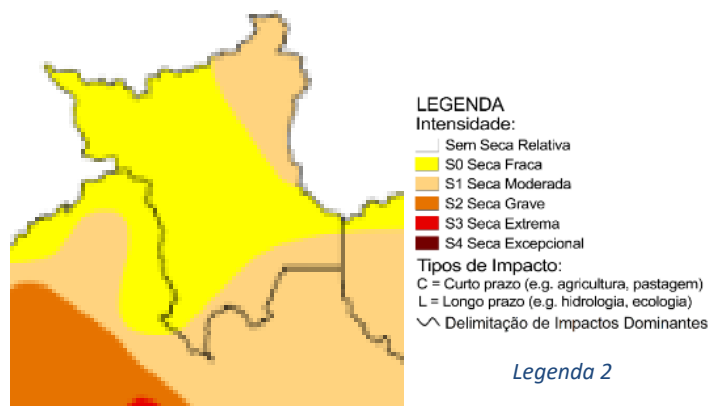 LEGENDA
Intensidade:
Sem Seca Relativa
S0 Seca Fraca
S1 Seca Moderada
S2 Seca Grave
S3 Seca Extrema
S4 Seca Excepcional
Tipos de Impacto:
C = Curto prazo (e.g. agricultura, pastagem)
L = Longo prazo (e.g. hidrologia, ecologia)
Delimitação de Impactos Dominantes
Legenda 2